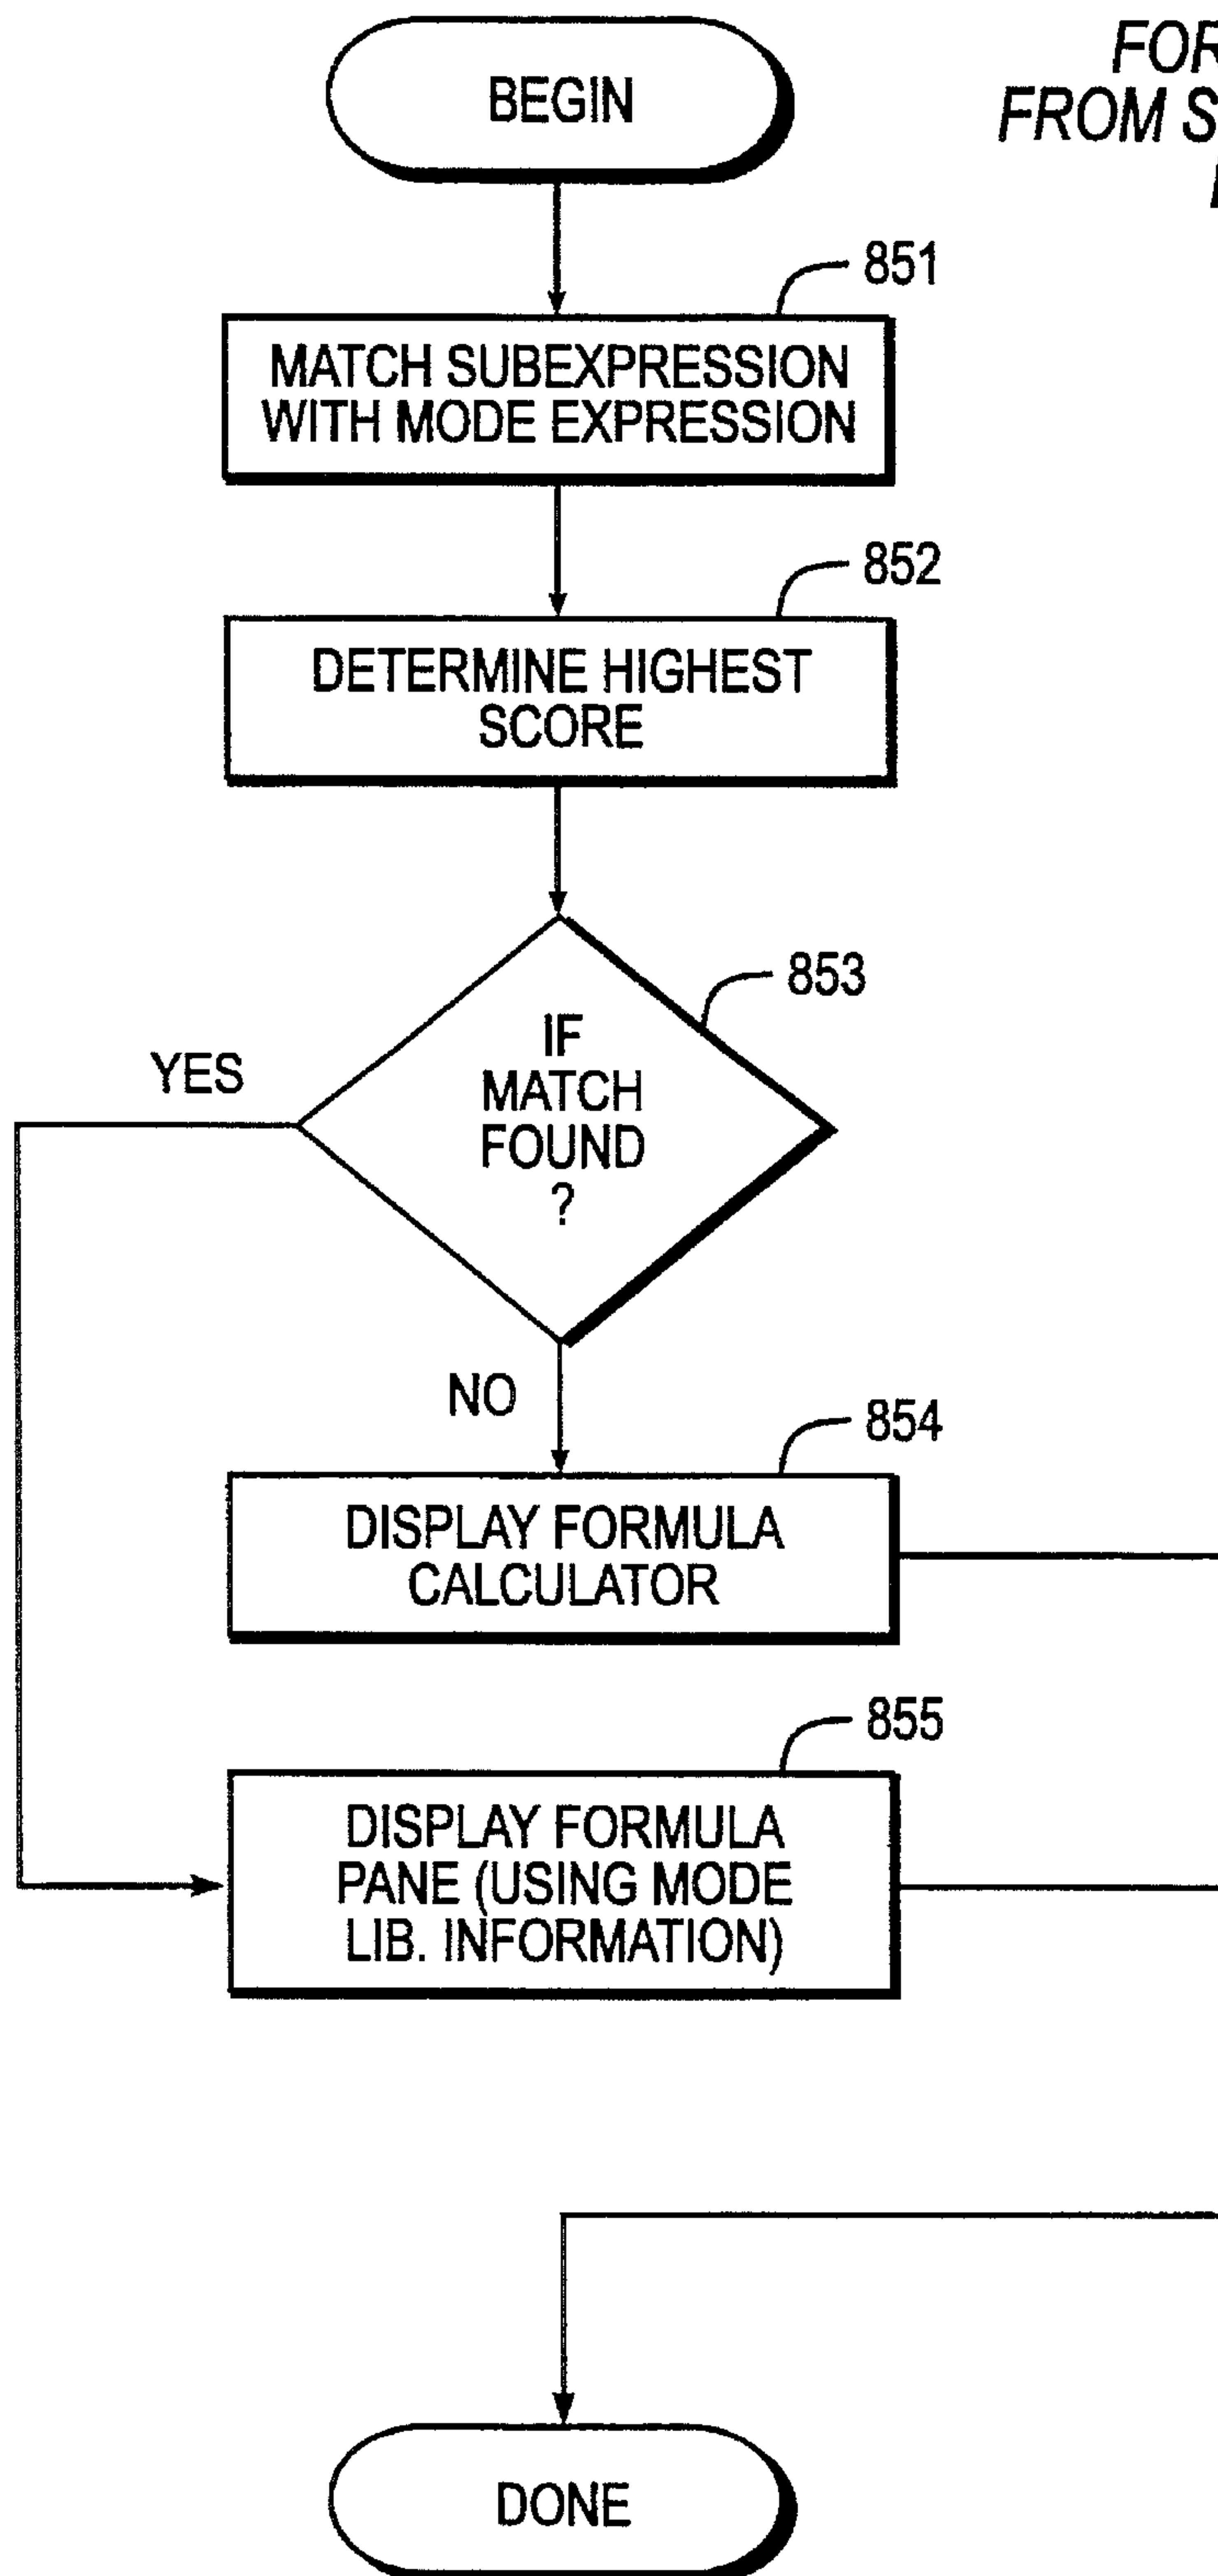 BEGIN
FROM
851
MATCH SUBEXPRESSION
WITH MODE EXPRESSION
852
DETERMINE HIGHEST
SCORE
853
IF
MATCH
FOUND
?
YES
NO
854
DISPLAY FORMULA
CALCULATOR
855
DISPLAY FORMULA
PANE (USING MODE
LIB. INFORMATION)
DONE